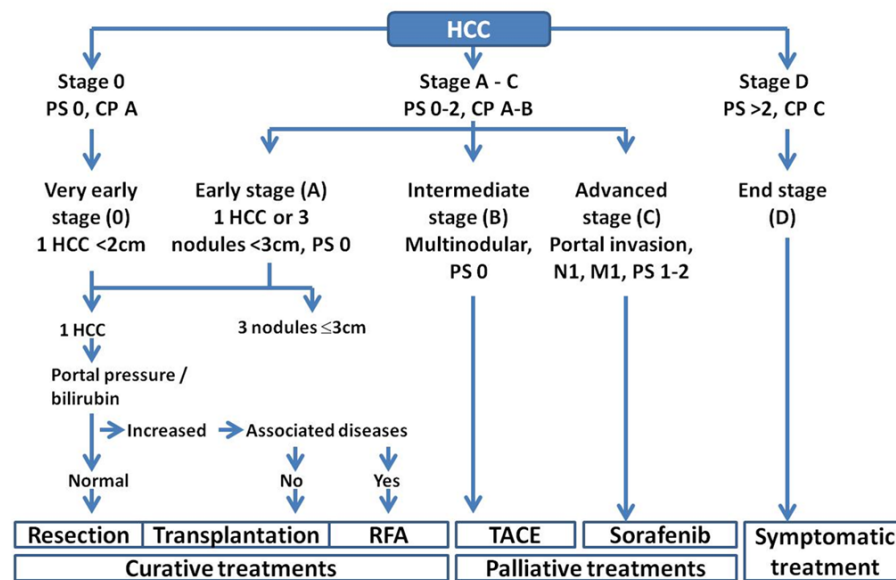 HCC
Stage 0
PS 0, CP A
Stage A - C
PS 0-2, CP A-B
Stage D
PS >2, CP C
Very early
stage (0)
1 HCC <2cm
Early stage (A)
1 HCC or 3
nodules <3cm, PS 0
Intermediate
stage (B)
Multinodular,
PS 0
Advanced
stage (C)
Portal invasion,
N1, M1, PS 1-2
End stage
(D)
1 HCC
3 nodules ≤3cm
Portal pressure /
bilirubin
Increased
Associated diseases
Normal
No
Yes
Resection
Transplantation
RFA
TACE
Sorafenib
Symptomatic
treatment
Curative treatments
Palliative treatments